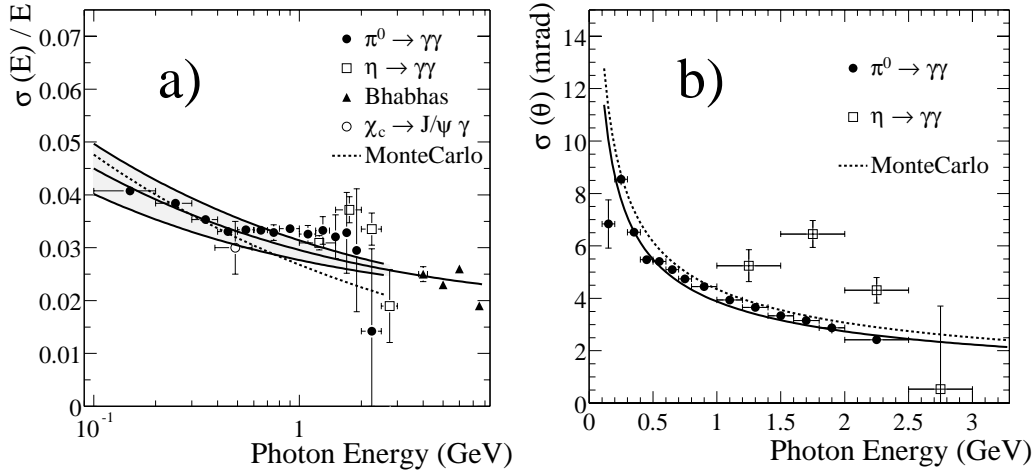 σ (E) / E
0.07
0.06
0.05
0.04
0.03
0.02
0.01
0
a)
π⁰ → γγ
η → γγ
Bhabhas
χc → J/ψ γ
MonteCarlo
10⁻¹
1
Photon Energy (GeV)
σ (θ) (mrad)
14
12
10
8
6
4
2
0
b)
π⁰ → γγ
η → γγ
MonteCarlo
0 0.5 1 1.5 2 2.5 3
Photon Energy (GeV)